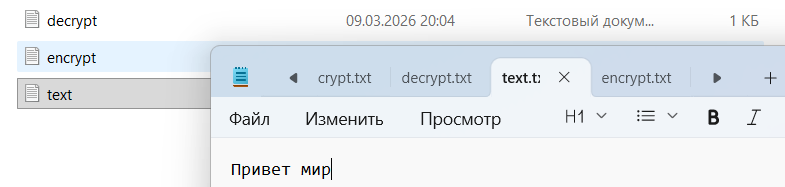 decrypt 09.03.2026 20:04 Текстовый докум... 1 КБ
encrypt
text
crypt.txt decrypt.txt text.t: encrypt.txt
Файл Изменить Просмотр H1 B I
Привет мир